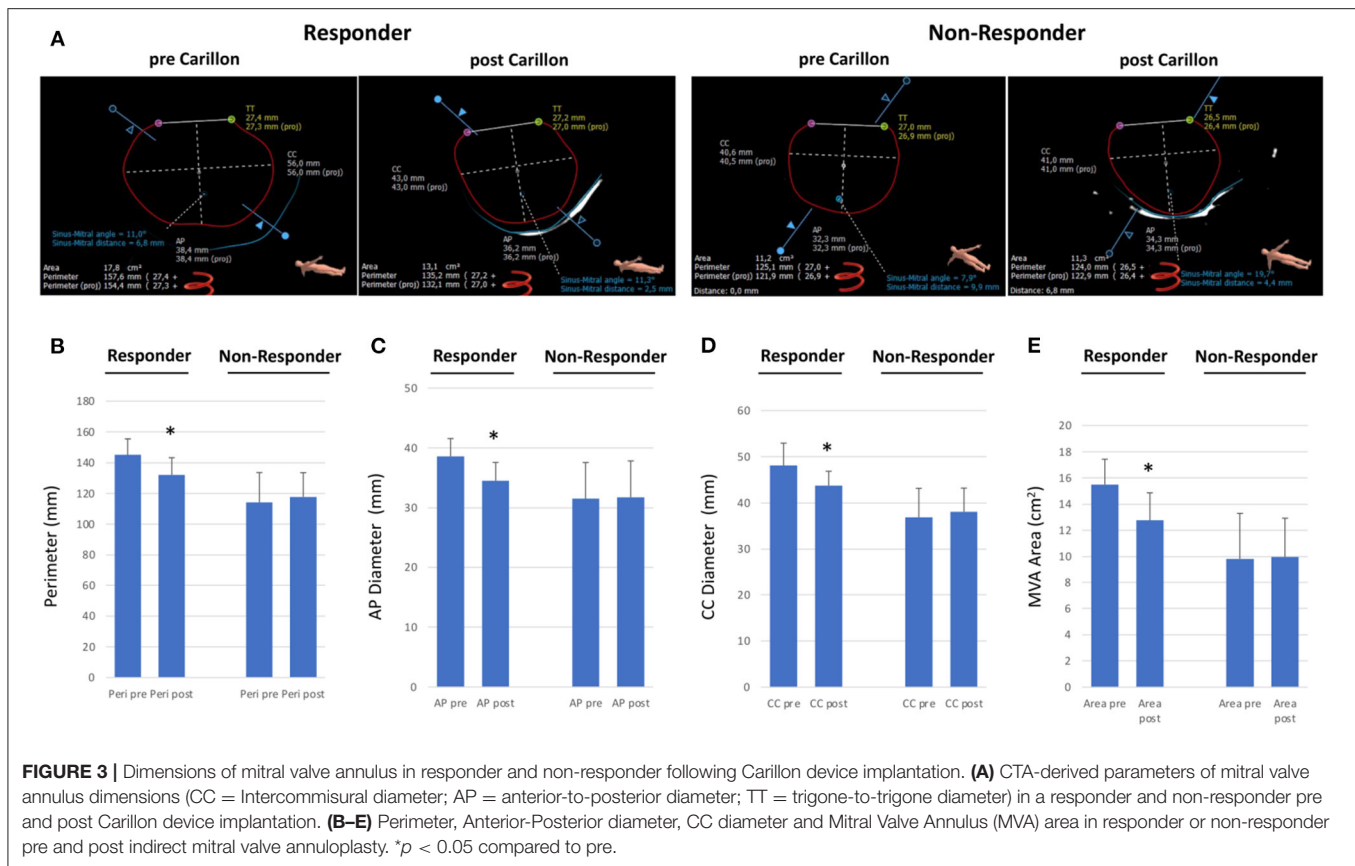 A
Responder
Non-Responder
pre Carillon
post Carillon
pre Carillon
post Carillon
TT
27,4 mm
27,3 mm (proj)
CC
56,0 mm
56,0 mm (proj)
Sinus-Mitral angle = 11,0°
Sinus-Mitral distance = 6,8 mm
AP
38,4 mm
38,4 mm (proj)
Area 17,8 cm²
Perimeter 157,6 mm ( 27,4 +
Perimeter (proj) 154,4 mm ( 27,3 +
TT
27,2 mm
27,0 mm (proj)
CC
43,0 mm
43,0 mm (proj)
AP
36,2 mm
36,2 mm (proj)
Area 13,1 cm²
Perimeter 135,2 mm ( 27,2 +
Perimeter (proj) 132,1 mm ( 27,0 +
Sinus-Mitral angle = 11,3°
Sinus-Mitral distance = 2,5 mm
TT
27,0 mm
26,9 mm (proj)
CC
40,6 mm
40,5 mm (proj)
AP
32,3 mm
32,3 mm (proj)
Area 11,2 cm²
Perimeter 125,1 mm ( 27,0 +
Perimeter (proj) 121,9 mm ( 26,9 +
Distance: 0,0 mm
Sinus-Mitral angle = 7,9°
Sinus-Mitral distance = 9,9 mm
TT
26,5 mm
26,4 mm (proj)
CC
41,0 mm
41,0 mm (proj)
AP
34,3 mm
34,3 mm (proj)
Area 11,3 cm²
Perimeter 124,0 mm ( 26,5 +
Perimeter (proj) 122,9 mm ( 26,4 +
Distance: 6,8 mm
Sinus-Mitral angle = 19,7°
Sinus-Mitral distance = 4,4 mm
B
Responder
Non-Responder
Perimeter (mm)
180
160
140
120
100
80
60
40
20
0
*
Peri pre Peri post
Peri pre Peri post
C
Responder
Non-Responder
AP Diameter (mm)
50
40
30
20
10
0
*
AP pre AP post
AP pre AP post
D
Responder
Non-Responder
CC Diameter (mm)
60
50
40
30
20
10
0
*
CC pre CC post
CC pre CC post
E
Responder
Non-Responder
MVA Area (cm²)
20
18
16
14
12
10
8
6
4
2
0
*
Area pre Area post
Area pre Area post
FIGURE 3 | Dimensions of mitral valve annulus in responder and non-responder following Carillon device implantation. (A) CTA-derived parameters of mitral valve
annulus dimensions (CC = Intercommisural diameter; AP = anterior-to-posterior diameter; TT = trigone-to-trigone diameter) in a responder and non-responder pre
and post Carillon device implantation. (B–E) Perimeter, Anterior-Posterior diameter, CC diameter and Mitral Valve Annulus (MVA) area in responder or non-responder
pre and post indirect mitral valve annuloplasty. *p < 0.05 compared to pre.